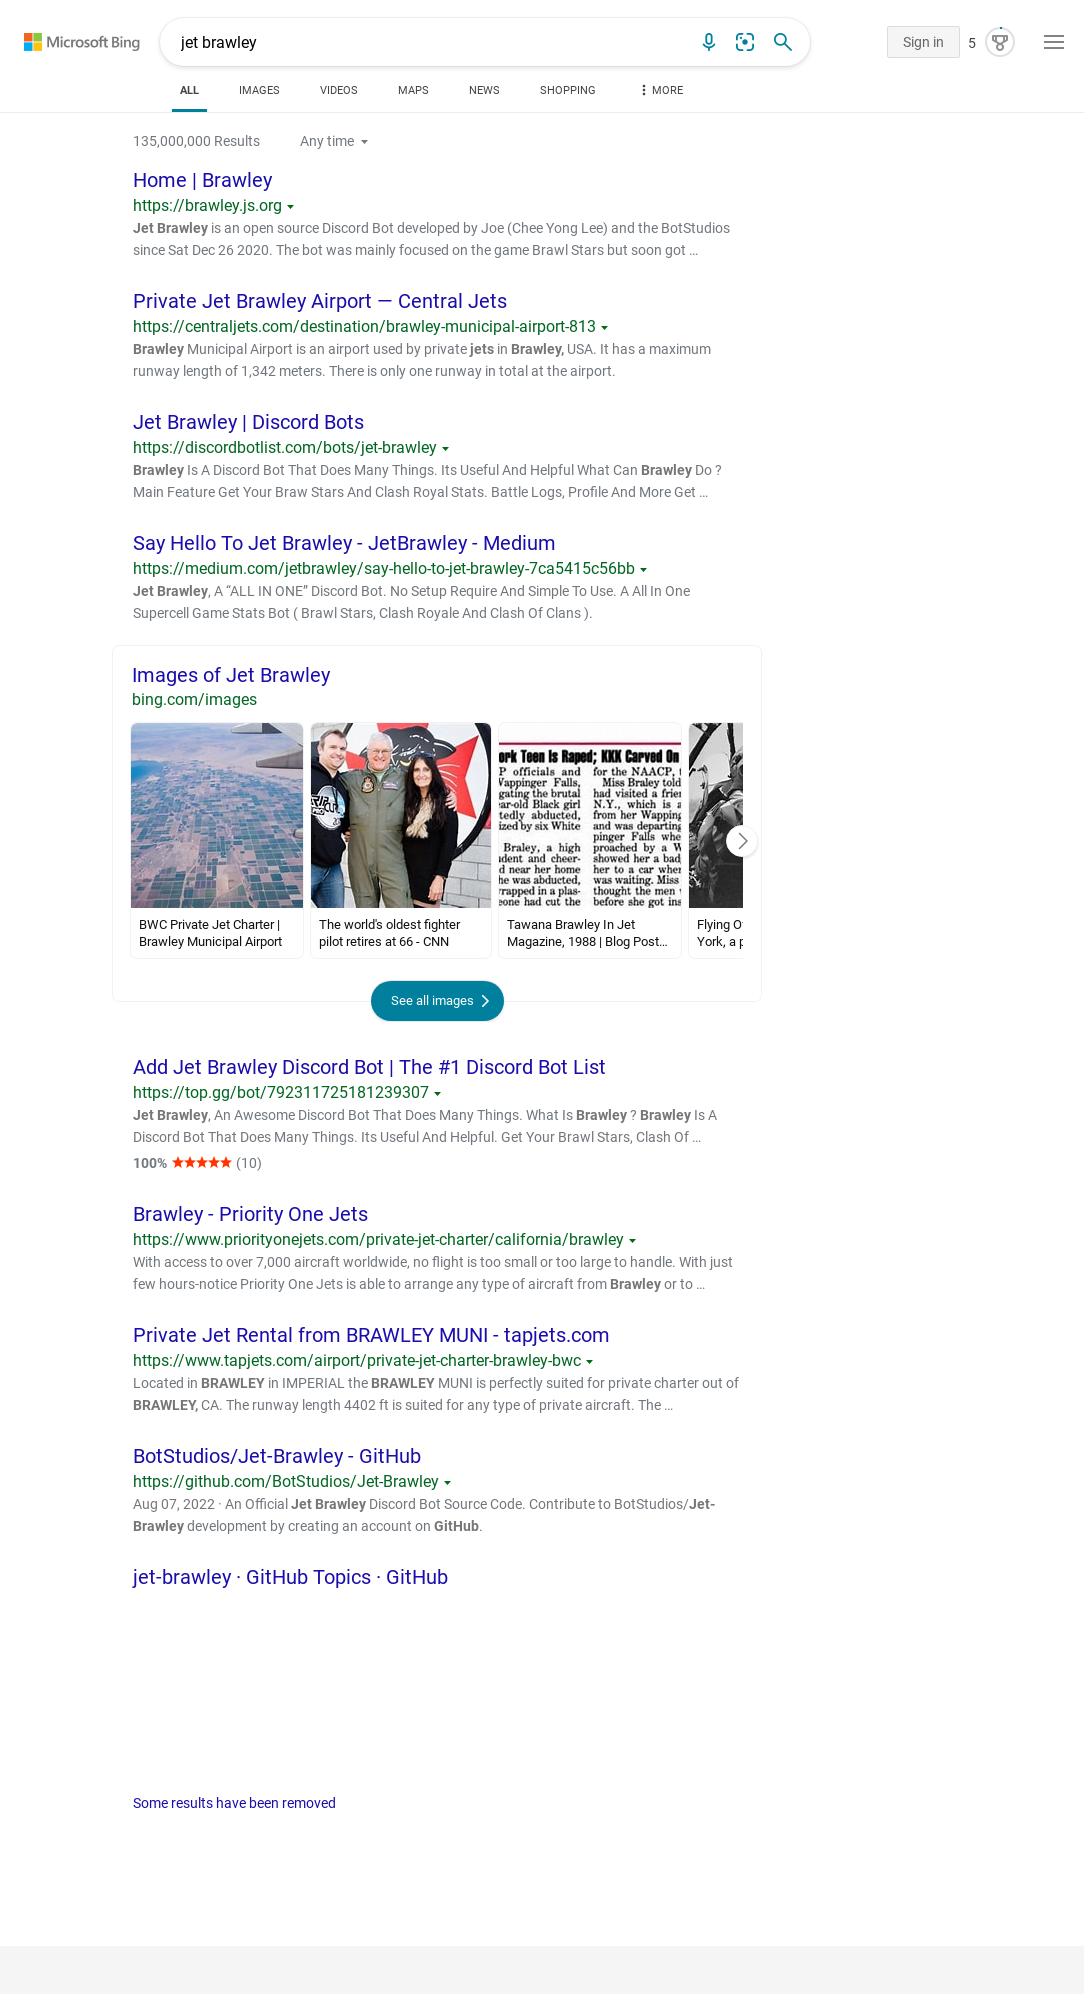 Microsoft Bing
jet brawley
Sign in
5
ALL
IMAGES
VIDEOS
MAPS
NEWS
SHOPPING
MORE
135,000,000 Results
Any time
Home | Brawley
https://brawley.js.org
Jet Brawley is an open source Discord Bot developed by Joe (Chee Yong Lee) and the BotStudios
since Sat Dec 26 2020. The bot was mainly focused on the game Brawl Stars but soon got …
Private Jet Brawley Airport — Central Jets
https://centraljets.com/destination/brawley-municipal-airport-813
Brawley Municipal Airport is an airport used by private jets in Brawley, USA. It has a maximum
runway length of 1,342 meters. There is only one runway in total at the airport.
Jet Brawley | Discord Bots
https://discordbotlist.com/bots/jet-brawley
Brawley Is A Discord Bot That Does Many Things. Its Useful And Helpful What Can Brawley Do ?
Main Feature Get Your Braw Stars And Clash Royal Stats. Battle Logs, Profile And More Get …
Say Hello To Jet Brawley - JetBrawley - Medium
https://medium.com/jetbrawley/say-hello-to-jet-brawley-7ca5415c56bb
Jet Brawley, A “ALL IN ONE” Discord Bot. No Setup Require And Simple To Use. A All In One
Supercell Game Stats Bot ( Brawl Stars, Clash Royale And Clash Of Clans ).
Images of Jet Brawley
bing.com/images
ork Teen Is Raped; KKK Carved On
P officials and
Wappinger Falls,
gating the brutal
ear-old Black girl
tedly abducted,
ized by six White
Braley, a high
dent and cheer-
d near her home
he was abducted,
rapped in a plas-
eone had cut the
for the NAACP, t
Miss Braley told
had visited a frie
N.Y., which is a
from her Wapping
and was departing
pinger Falls whe
proached by a W
showed her a badg
her to a car wher
was waiting. Miss
thought the men
before she got ins
BWC Private Jet Charter |
Brawley Municipal Airport
The world's oldest fighter
pilot retires at 66 - CNN
Tawana Brawley In Jet
Magazine, 1988 | Blog Post…
Flying O
York, a p
See all images
Add Jet Brawley Discord Bot | The #1 Discord Bot List
https://top.gg/bot/792311725181239307
Jet Brawley, An Awesome Discord Bot That Does Many Things. What Is Brawley ? Brawley Is A
Discord Bot That Does Many Things. Its Useful And Helpful. Get Your Brawl Stars, Clash Of …
100% ★★★★★ (10)
Brawley - Priority One Jets
https://www.priorityonejets.com/private-jet-charter/california/brawley
With access to over 7,000 aircraft worldwide, no flight is too small or too large to handle. With just
few hours-notice Priority One Jets is able to arrange any type of aircraft from Brawley or to …
Private Jet Rental from BRAWLEY MUNI - tapjets.com
https://www.tapjets.com/airport/private-jet-charter-brawley-bwc
Located in BRAWLEY in IMPERIAL the BRAWLEY MUNI is perfectly suited for private charter out of
BRAWLEY, CA. The runway length 4402 ft is suited for any type of private aircraft. The …
BotStudios/Jet-Brawley - GitHub
https://github.com/BotStudios/Jet-Brawley
Aug 07, 2022 · An Official Jet Brawley Discord Bot Source Code. Contribute to BotStudios/Jet-
Brawley development by creating an account on GitHub.
jet-brawley · GitHub Topics · GitHub
Some results have been removed